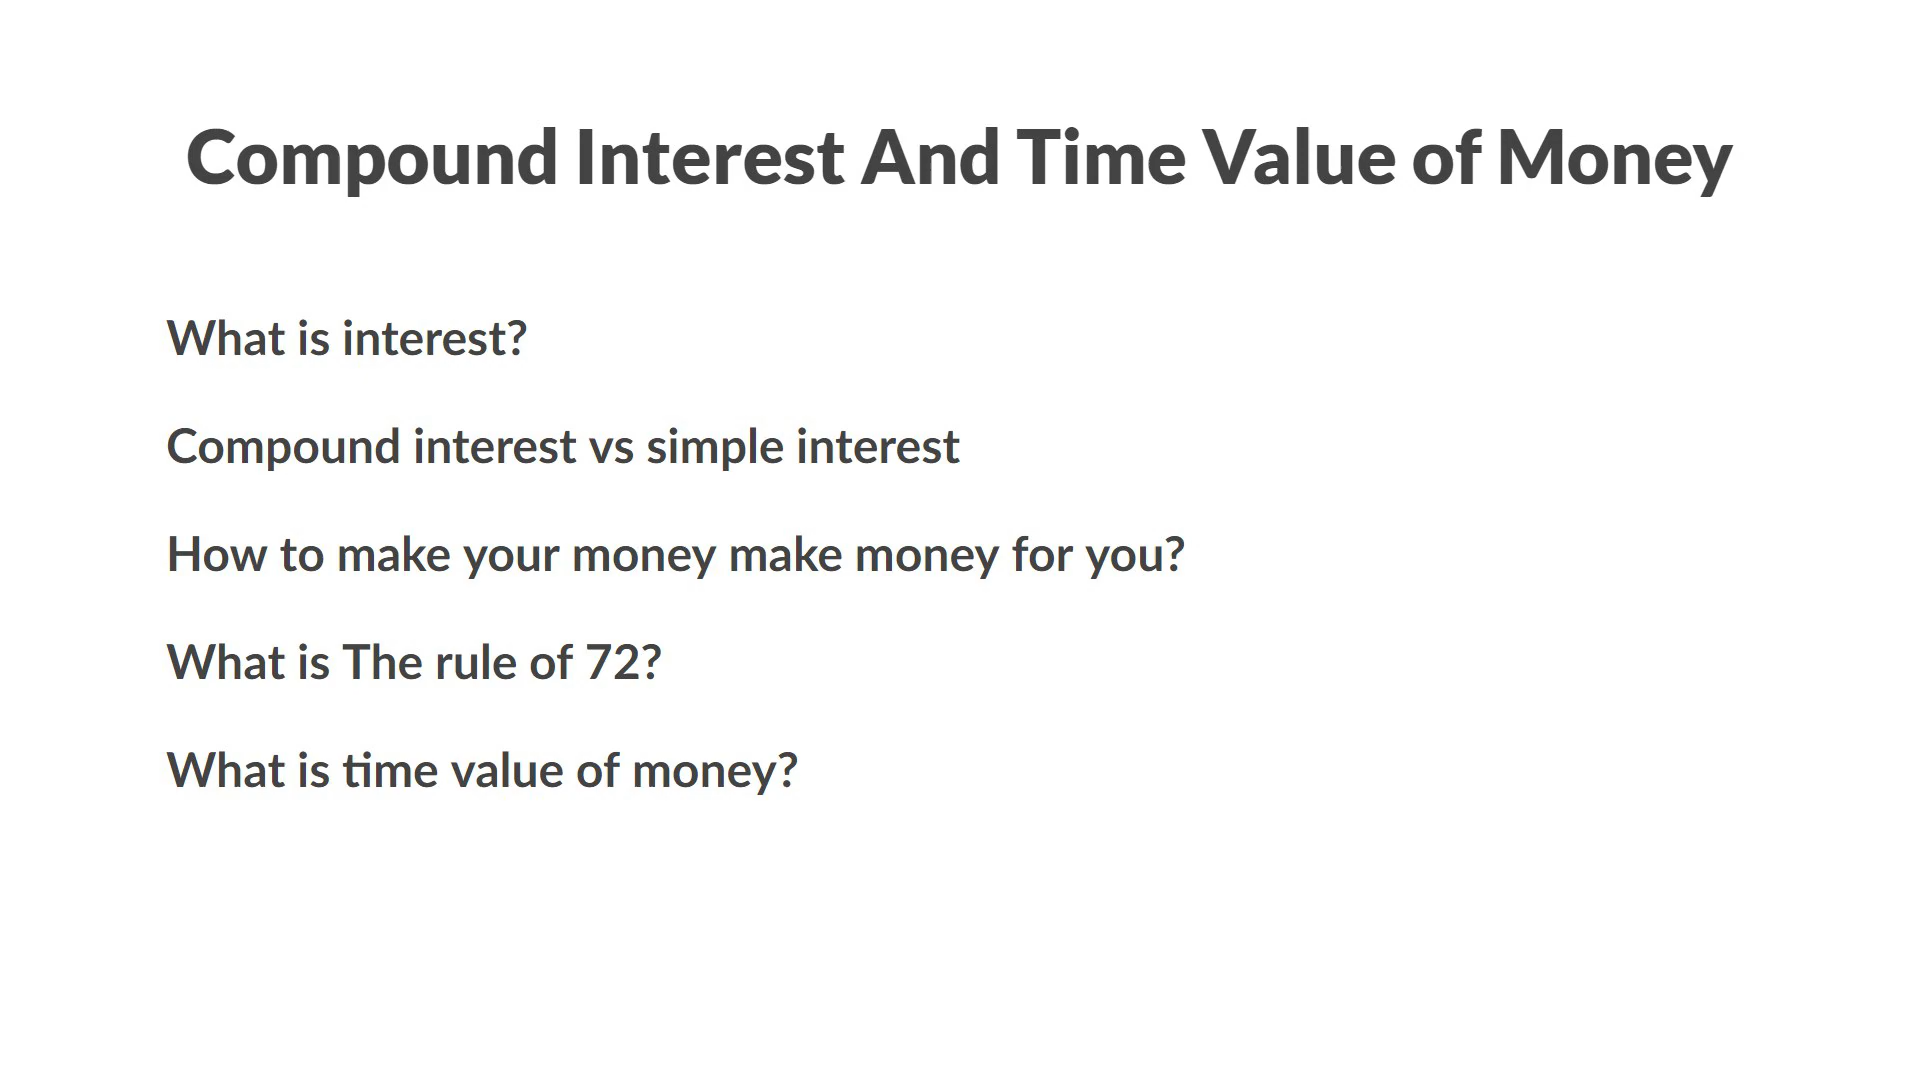 Compound Interest And Time Value of Money
What is interest?
Compound interest vs simple interest
How to make your money make money for you?
What is The rule of 72?
What is time value of money?